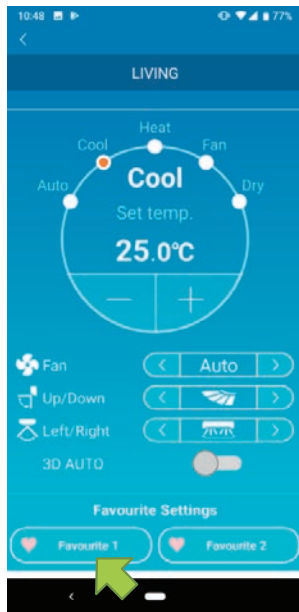 10:48 77%
LIVING
Heat
Cool Fan
Auto Cool Dry
Set temp.
25.0°C
− +
Fan < Auto >
Up/Down < >
Left/Right < >
3D AUTO
Favourite Settings
Favourite 1 Favourite 2